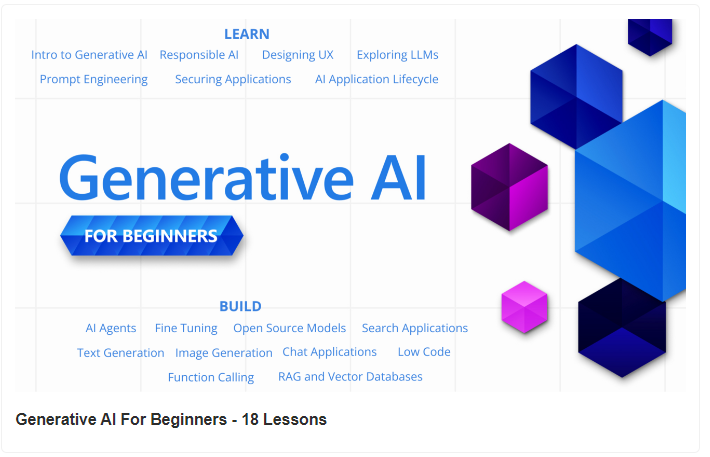 LEARN
Intro to Generative AI Responsible AI Designing UX Exploring LLMs
Prompt Engineering Securing Applications AI Application Lifecycle
Generative AI
FOR BEGINNERS
BUILD
AI Agents Fine Tuning Open Source Models Search Applications
Text Generation Image Generation Chat Applications Low Code
Function Calling RAG and Vector Databases
Generative AI For Beginners - 18 Lessons